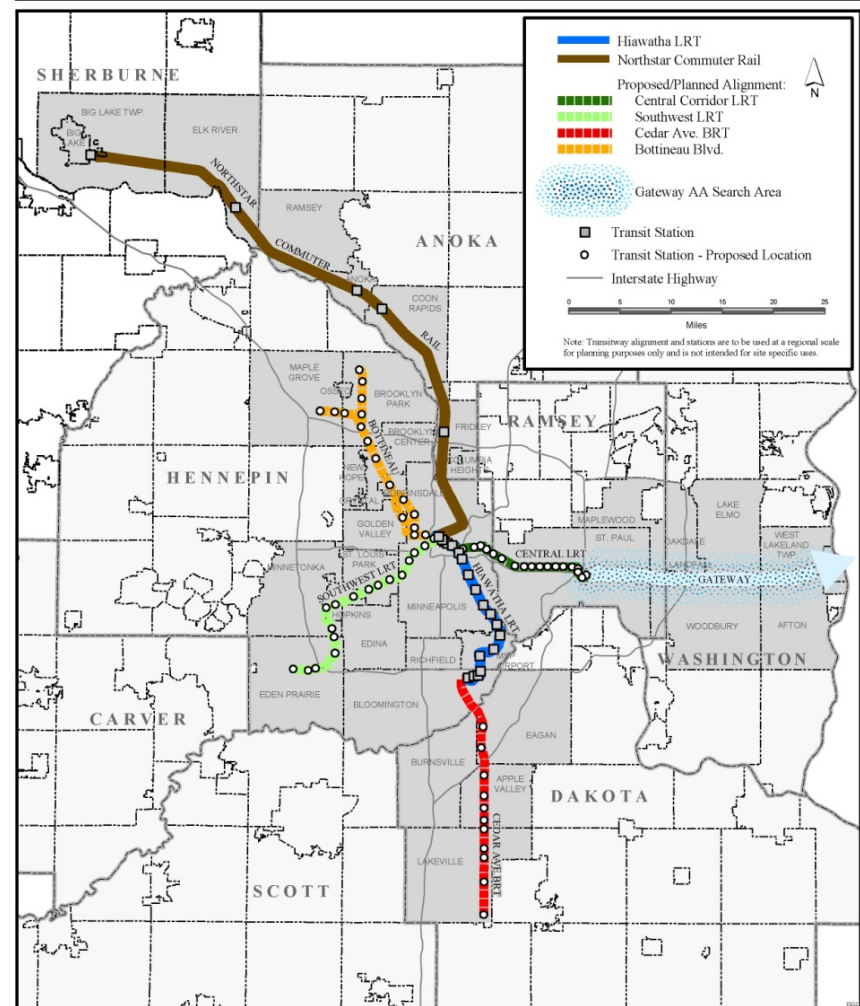 Hiawatha LRT
Northstar Commuter Rail
Proposed/Planned Alignment:
Central Corridor LRT
Southwest LRT
Cedar Ave. BRT
Bottineau Blvd.
N
Gateway AA Search Area
Transit Station
Transit Station - Proposed Location
Interstate Highway
0 5 10 15 20 25
Miles
Note: Transitway alignment and stations are to be used at a regional scale
for planning purposes only and is not intended for site specific uses.
SHERBURNE
BIG LAKE TWP.
BIG
LAKE
ELK RIVER
NORTHSTAR
COMMUTER
RAIL
RAMSEY
ANOKA
ANOKA
COON
RAPIDS
MAPLE
GROVE
OSSEO
BROOKLYN
PARK
BOTTINEAU
BROOKLYN
CENTER
FRIDLEY
RAMSEY
COLUMBIA
HEIGHT
HENNEPIN
NEW
HOPE
CRYSTAL
ROBBINSDALE
GOLDEN
VALLEY
MAPLEWOOD
ST. PAUL
LAKE
ELMO
OAKDALE
LANDFALL
WEST
LAKELAND
TWP.
CENTRAL LRT
GATEWAY
MINNETONKA
ST. LOUIS
PARK
SOUTHWEST LRT
HIAWATHA LRT
MINNEAPOLIS
HOPKINS
EDINA
RICHFIELD
AIRPORT
WOODBURY
AFTON
WASHINGTON
EDEN PRAIRIE
BLOOMINGTON
CARVER
EAGAN
BURNSVILLE
APPLE
VALLEY
DAKOTA
CEDAR AVE BRT
LAKEVILLE
SCOTT